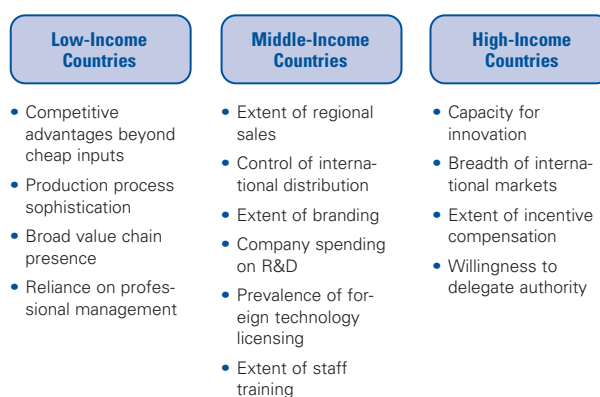 Low-Income
Countries
• Competitive
advantages beyond
cheap inputs
• Production process
sophistication
• Broad value chain
presence
• Reliance on profes-
sional management
Middle-Income
Countries
• Extent of regional
sales
• Control of interna-
tional distribution
• Extent of branding
• Company spending
on R&D
• Prevalence of for-
eign technology
licensing
• Extent of staff
training
High-Income
Countries
• Capacity for
innovation
• Breadth of interna-
tional markets
• Extent of incentive
compensation
• Willingness to
delegate authority